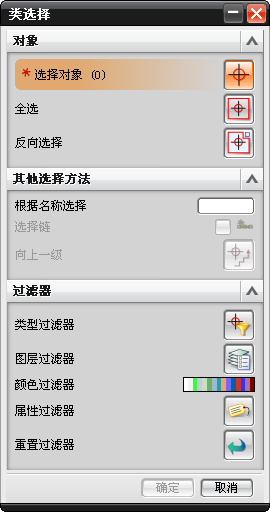 类选择
对象
* 选择对象 (0)
全选
反向选择
其他选择方法
根据名称选择
选择链
向上一级
过滤器
类型过滤器
图层过滤器
颜色过滤器
属性过滤器
重置过滤器
确定 取消